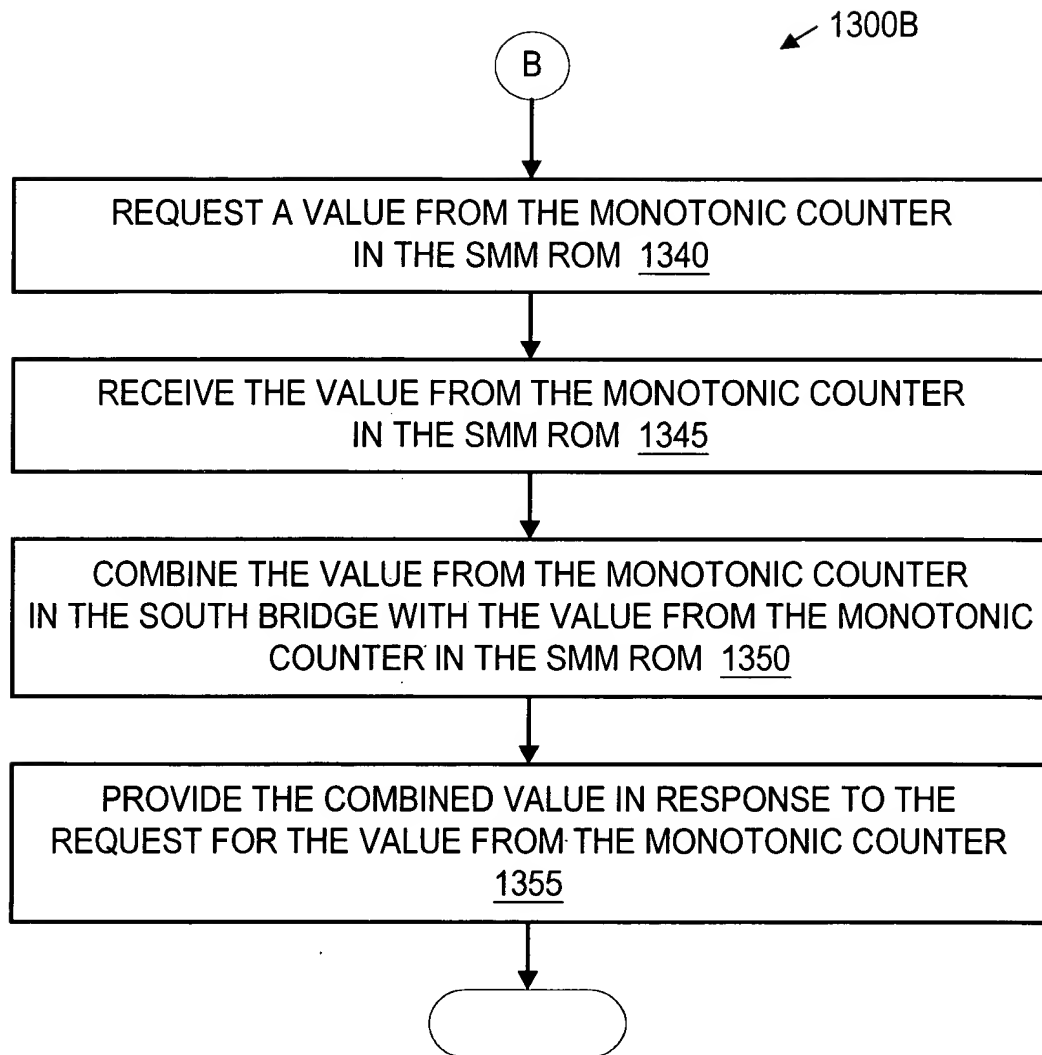 1300B
B
REQUEST A VALUE FROM THE MONOTONIC COUNTER
IN THE SMM ROM 1340
RECEIVE THE VALUE FROM THE MONOTONIC COUNTER
IN THE SMM ROM 1345
COMBINE THE VALUE FROM THE MONOTONIC COUNTER
IN THE SOUTH BRIDGE WITH THE VALUE FROM THE MONOTONIC
COUNTER IN THE SMM ROM 1350
PROVIDE THE COMBINED VALUE IN RESPONSE TO THE
REQUEST FOR THE VALUE FROM THE MONOTONIC COUNTER
1355